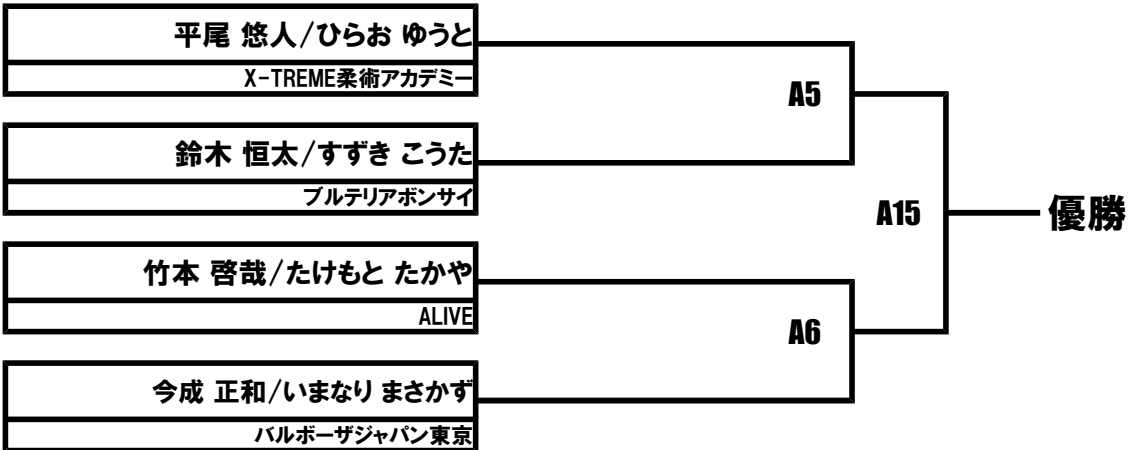 平尾 悠人/ひらお ゆうと
X-TREME柔術アカデミー
A5
鈴木 恒太/すずき こうた
ブルテリアボンサイ
A15
優勝
竹本 啓哉/たけもと たかや
ALIVE
A6
今成 正和/いまなり まさかず
バルボーザジャパン東京